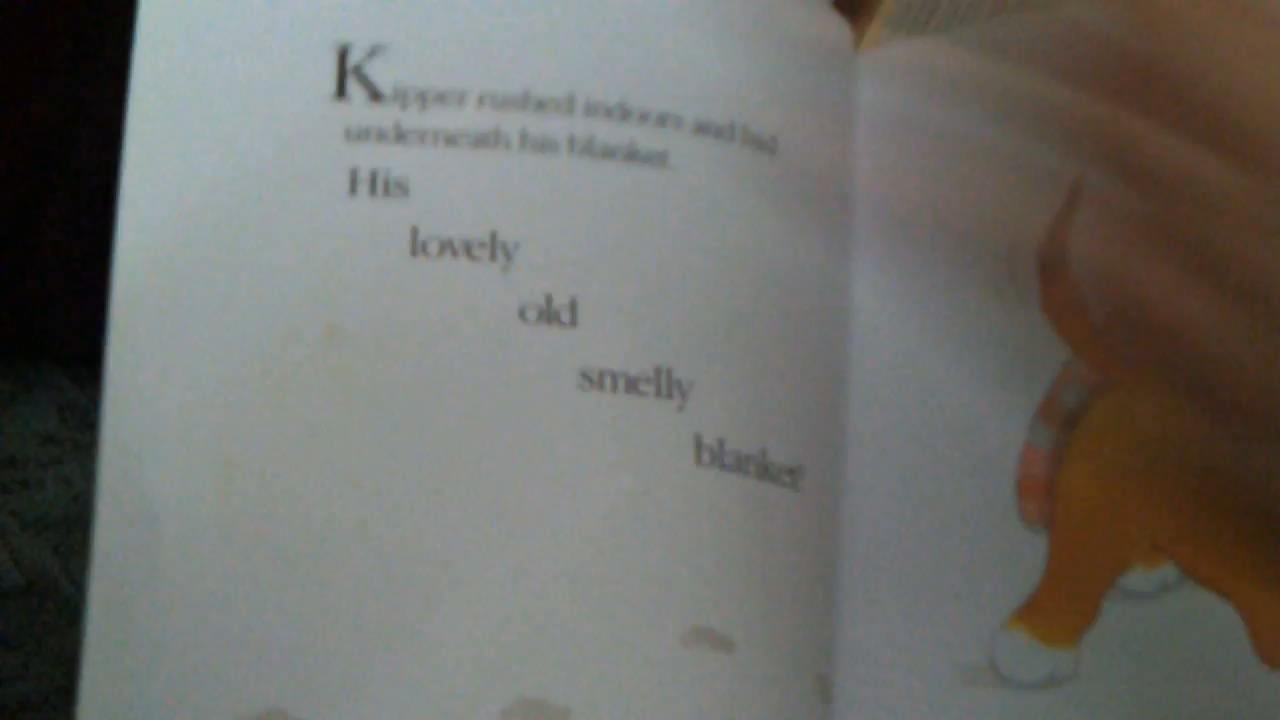 Kipper rushed indoors and hid
underneath his blanket.
His
lovely
old
smelly
blanket